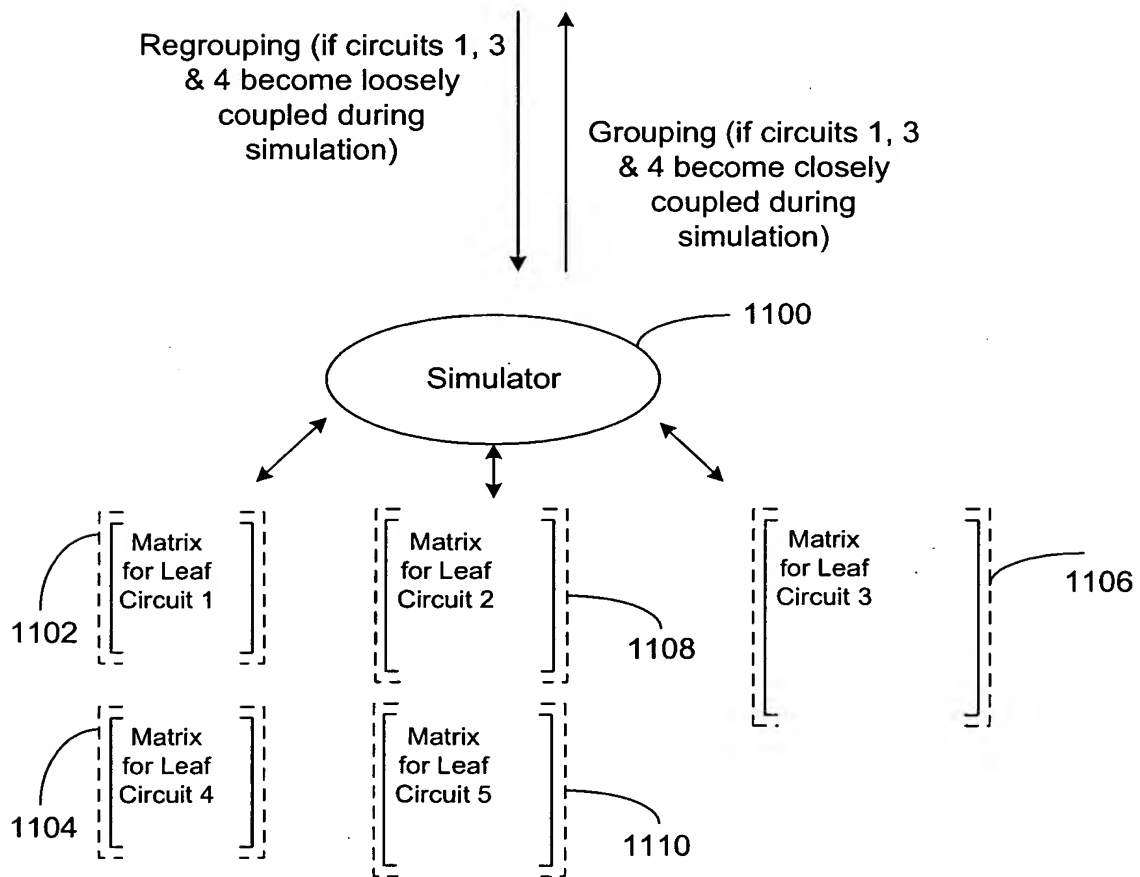 Regrouping (if circuits 1, 3
& 4 become loosely
coupled during
simulation)
Grouping (if circuits 1, 3
& 4 become closely
coupled during
simulation)
1100
Simulator
Matrix
for Leaf
Circuit 1
1102
Matrix
for Leaf
Circuit 2
1108
Matrix
for Leaf
Circuit 3
1106
Matrix
for Leaf
Circuit 4
1104
Matrix
for Leaf
Circuit 5
1110